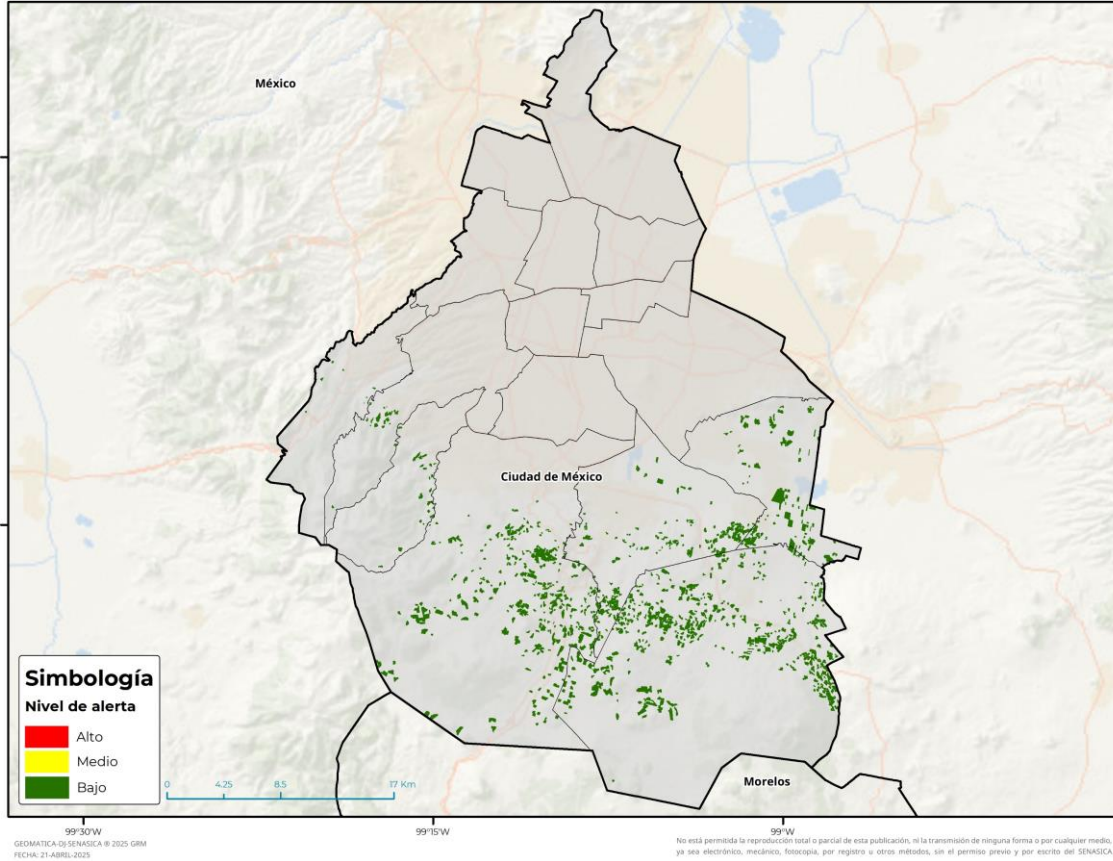 México
Ciudad de México
Simbología
Nivel de alerta
Alto
Medio
Bajo
0 4.25 8.5 17 Km
Morelos
99°30'W 99°15'W 99°W
GEOMATICA-DJ-SENASICA ® 2025 GRM
FECHA: 21-ABRIL-2025
No está permitida la reproducción total o parcial de esta publicación, ni la transmisión de ninguna forma o por cualquier medio,
ya sea electrónico, mecánico, fotocopia, por registro u otros métodos, sin el permiso previo y por escrito del SENASICA